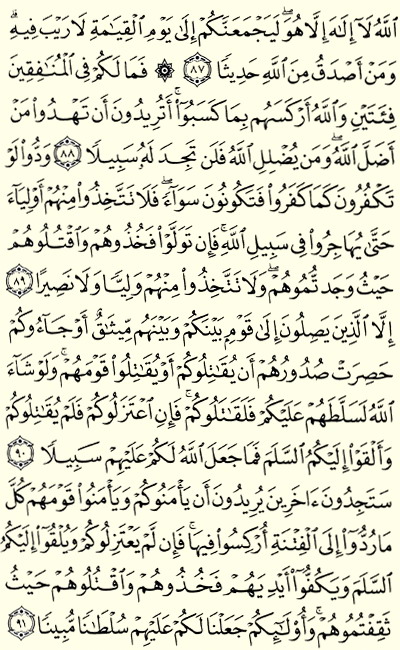 ٱللَّهُ لَآ إِلَٰهَ إِلَّا هُوَۚ لَيَجْمَعَنَّكُمْ إِلَىٰ يَوْمِ ٱلْقِيَٰمَةِ لَا رَيْبَ فِيهِۗ
وَمَنْ أَصْدَقُ مِنَ ٱللَّهِ حَدِيثًا ٨٧ ۞ فَمَا لَكُمْ فِى ٱلْمُنَٰفِقِينَ
فِئَتَيْنِ وَٱللَّهُ أَرْكَسَهُم بِمَا كَسَبُوٓا۟ۚ أَتُرِيدُونَ أَن تَهْدُوا۟ مَنْ
أَضَلَّ ٱللَّهُۖ وَمَن يُضْلِلِ ٱللَّهُ فَلَن تَجِدَ لَهُۥ سَبِيلًا ٨٨ وَدُّوا۟ لَوْ
تَكْفُرُونَ كَمَا كَفَرُوا۟ فَتَكُونُونَ سَوَآءًۖ فَلَا تَتَّخِذُوا۟ مِنْهُمْ أَوْلِيَآءَ
حَتَّىٰ يُهَاجِرُوا۟ فِى سَبِيلِ ٱللَّهِۚ فَإِن تَوَلَّوْا۟ فَخُذُوهُمْ وَٱقْتُلُوهُمْ
حَيْثُ وَجَدتُّمُوهُمْۖ وَلَا تَتَّخِذُوا۟ مِنْهُمْ وَلِيًّا وَلَا نَصِيرًا ٨٩
إِلَّا ٱلَّذِينَ يَصِلُونَ إِلَىٰ قَوْمٍۭ بَيْنَكُمْ وَبَيْنَهُم مِّيثَٰقٌ أَوْ جَآءُوكُمْ
حَصِرَتْ صُدُورُهُمْ أَن يُقَٰتِلُوكُمْ أَوْ يُقَٰتِلُوا۟ قَوْمَهُمْۚ وَلَوْ شَآءَ
ٱللَّهُ لَسَلَّطَهُمْ عَلَيْكُمْ فَلَقَٰتَلُوكُمْۚ فَإِنِ ٱعْتَزَلُوكُمْ فَلَمْ يُقَٰتِلُوكُمْ
وَأَلْقَوْا۟ إِلَيْكُمُ ٱلسَّلَمَ فَمَا جَعَلَ ٱللَّهُ لَكُمْ عَلَيْهِمْ سَبِيلًا ٩٠
سَتَجِدُونَ ءَاخَرِينَ يُرِيدُونَ أَن يَأْمَنُوكُمْ وَيَأْمَنُوا۟ قَوْمَهُمْ كُلَّ
مَا رُدُّوٓا۟ إِلَى ٱلْفِتْنَةِ أُرْكِسُوا۟ فِيهَاۚ فَإِن لَّمْ يَعْتَزِلُوكُمْ وَيُلْقُوٓا۟ إِلَيْكُمُ
ٱلسَّلَمَ وَيَكُفُّوٓا۟ أَيْدِيَهُمْ فَخُذُوهُمْ وَٱقْتُلُوهُمْ حَيْثُ
ثَقِفْتُمُوهُمْۚ وَأُو۟لَٰٓئِكُمْ جَعَلْنَا لَكُمْ عَلَيْهِمْ سُلْطَٰنًا مُّبِينًا ٩١